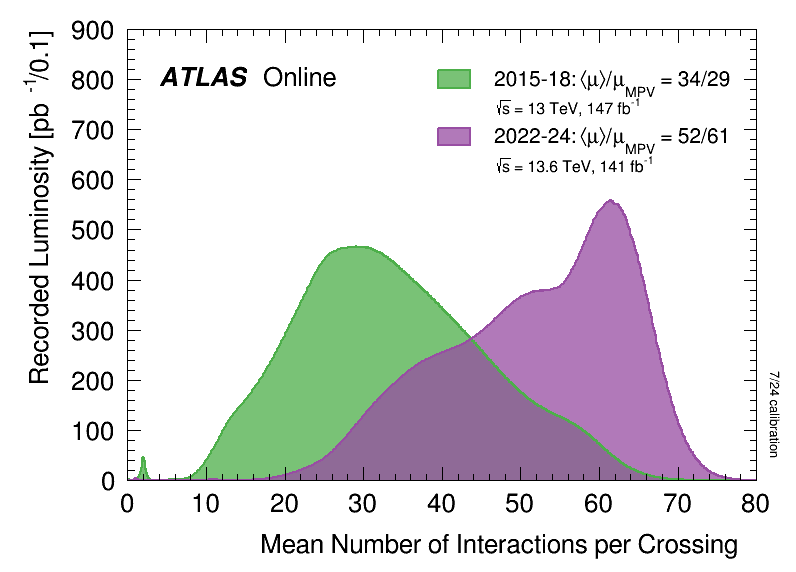 Recorded Luminosity [pb⁻¹/0.1]
900
800
700
600
500
400
300
200
100
0
ATLAS Online
2015-18: ⟨μ⟩/μ_MPV = 34/29
√s = 13 TeV, 147 fb⁻¹
2022-24: ⟨μ⟩/μ_MPV = 52/61
√s = 13.6 TeV, 141 fb⁻¹
7/24 calibration
0 10 20 30 40 50 60 70 80
Mean Number of Interactions per Crossing